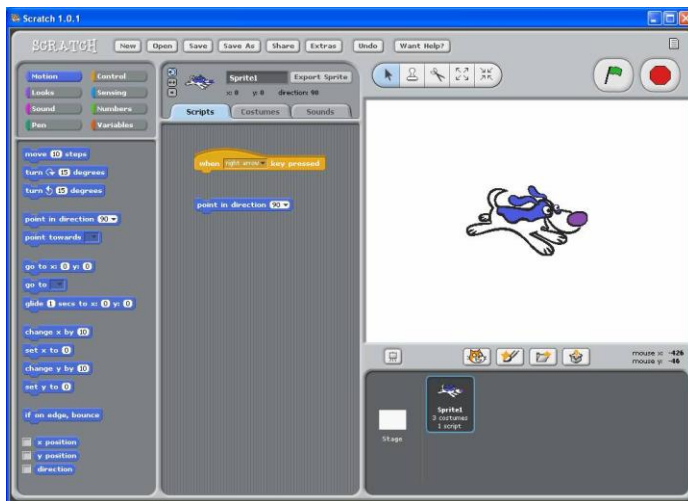 Scratch 1.0.1
SCRATCH New Open Save Save As Share Extras Undo Want Help?
Motion Control
Looks Sensing
Sound Numbers
Pen Variables
move 10 steps
turn 15 degrees
turn 15 degrees
point in direction 90
point towards
go to x: 0 y: 0
go to
glide 1 secs to x: 0 y: 0
change x by 10
set x to 0
change y by 10
set y to 0
if on edge, bounce
x position
y position
direction
Sprite1 Export Sprite
x: 0 y: 0 direction: 90
Scripts Costumes Sounds
when right arrow key pressed
point in direction 90
mouse x: -426
mouse y: -46
Stage
Sprite1
3 costumes
1 script